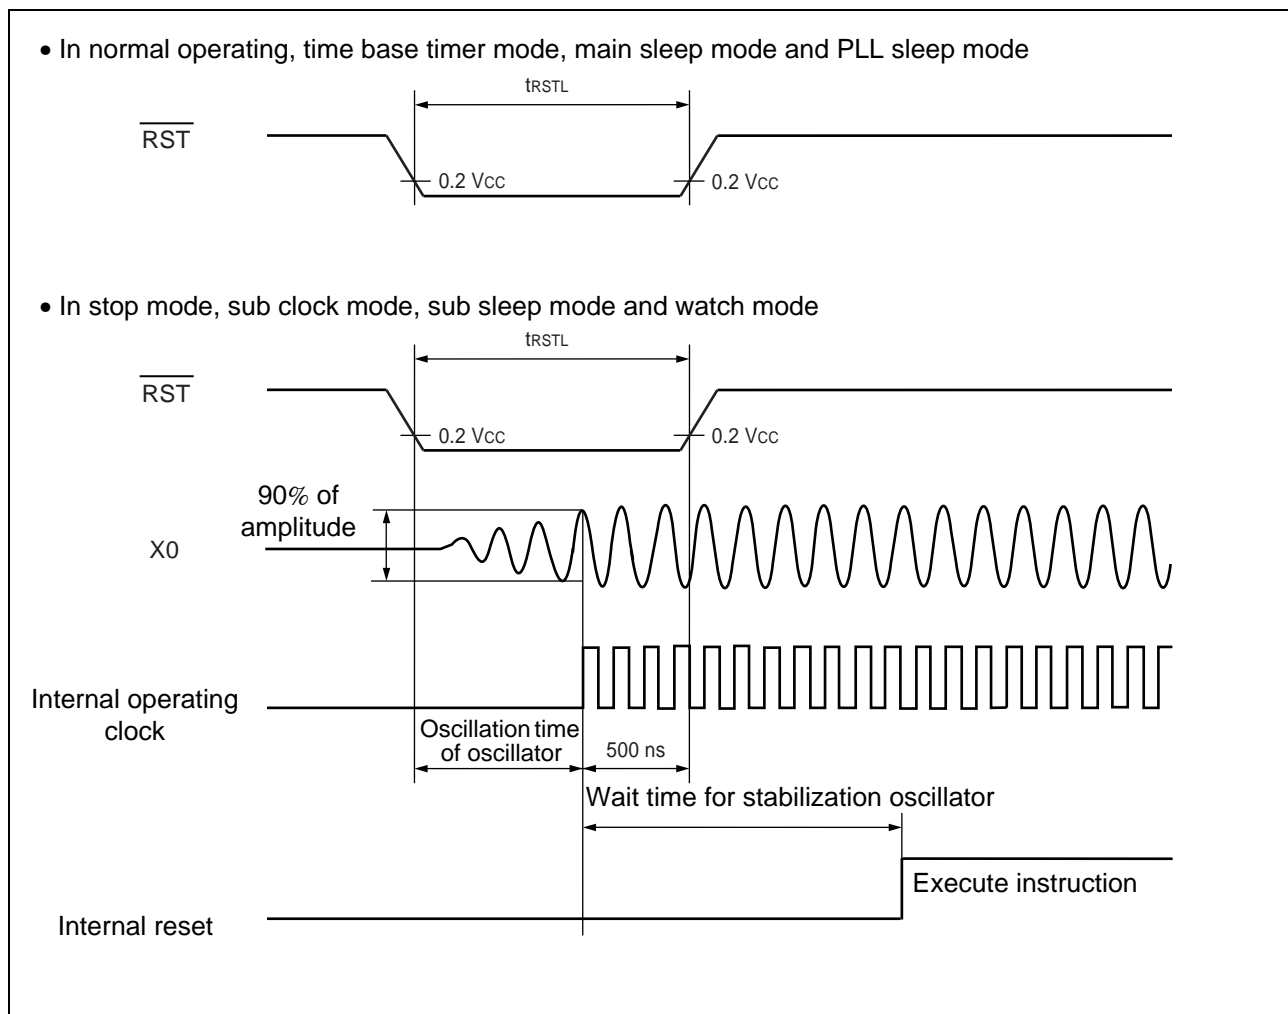 • In normal operating, time base timer mode, main sleep mode and PLL sleep mode
tRSTL
RST
0.2 VCC
0.2 VCC
• In stop mode, sub clock mode, sub sleep mode and watch mode
tRSTL
RST
0.2 VCC
0.2 VCC
90% of
amplitude
X0
Internal operating
clock
Oscillation time
of oscillator
500 ns
Wait time for stabilization oscillator
Execute instruction
Internal reset